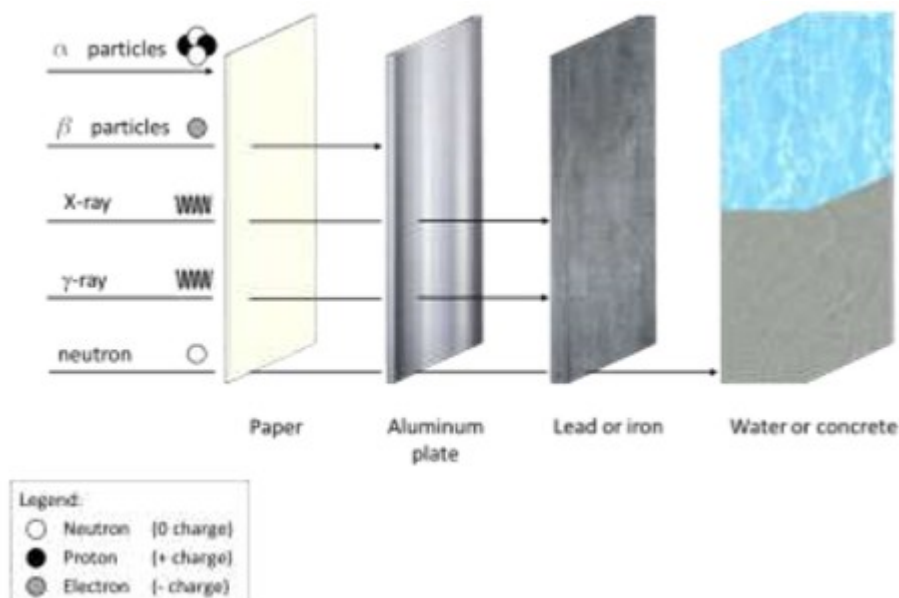 α particles
β particles
X-ray
γ-ray
neutron
Paper
Aluminum
plate
Lead or iron
Water or concrete
Legend:
Neutron (0 charge)
Proton (+ charge)
Electron (- charge)